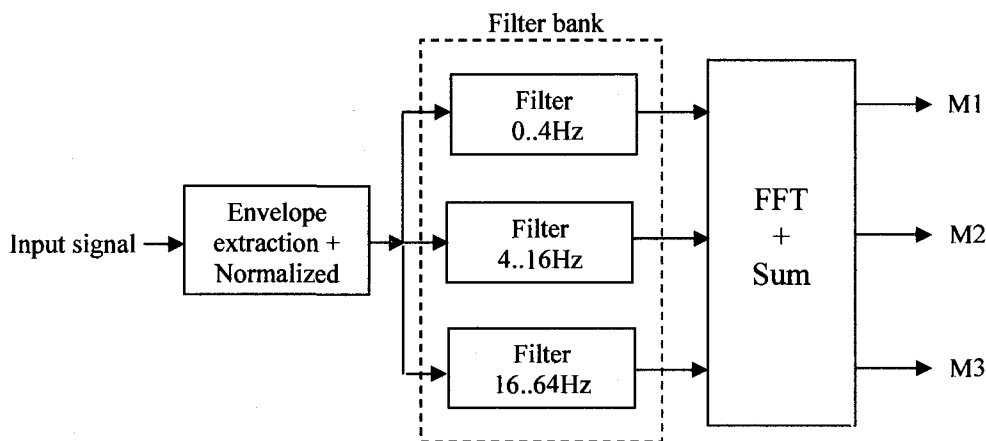 Filter bank
Filter
0..4Hz
Input signal
Envelope
extraction +
Normalized
Filter
4..16Hz
Filter
16..64Hz
FFT
+
Sum
M1
M2
M3